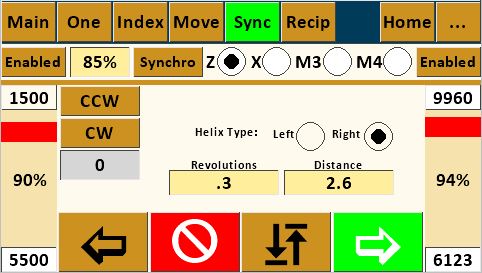 Main One Index Move Sync Recip Home ...
Enabled 85% Synchro Z X M3 M4 Enabled
1500 CCW 9960
CW
Helix Type: Left Right
0
Revolutions Distance
90% .3 2.6 94%
5500 6123